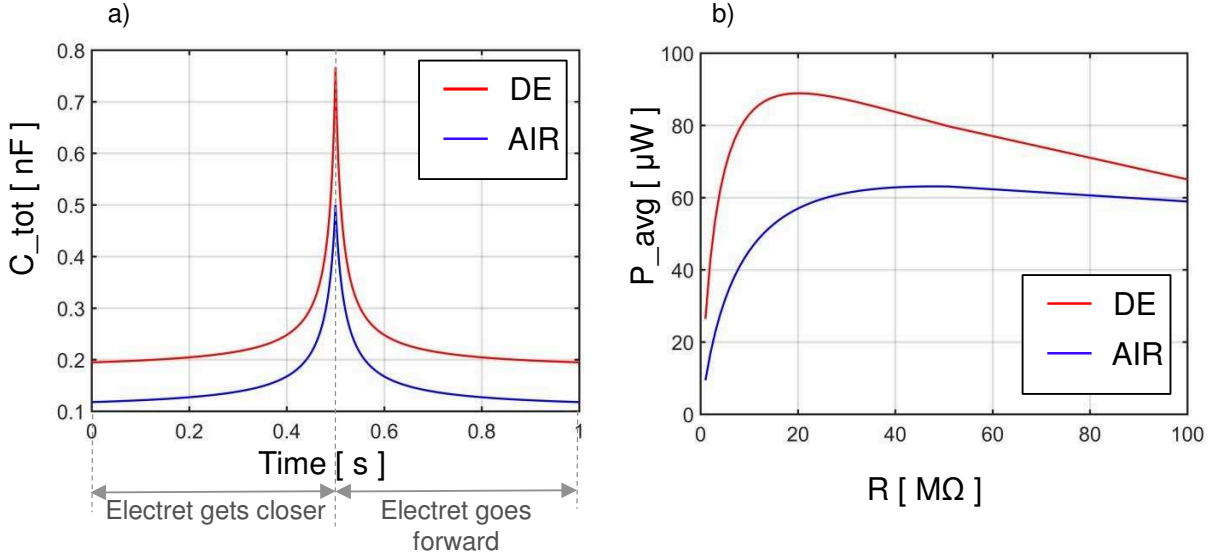 a)
C_tot [ nF]
0.8
0.7
0.6
0.5
0.4
0.3
0.2
0.1
0
0.2
0.4
0.6
0.8
1
DE
AIR
Time [ s ]
Electret gets closer
Electret goes
forward
b)
P_avg [ µW]
100
80
60
40
20
0
0
20
40
60
80
100
DE
AIR
R [ MΩ ]